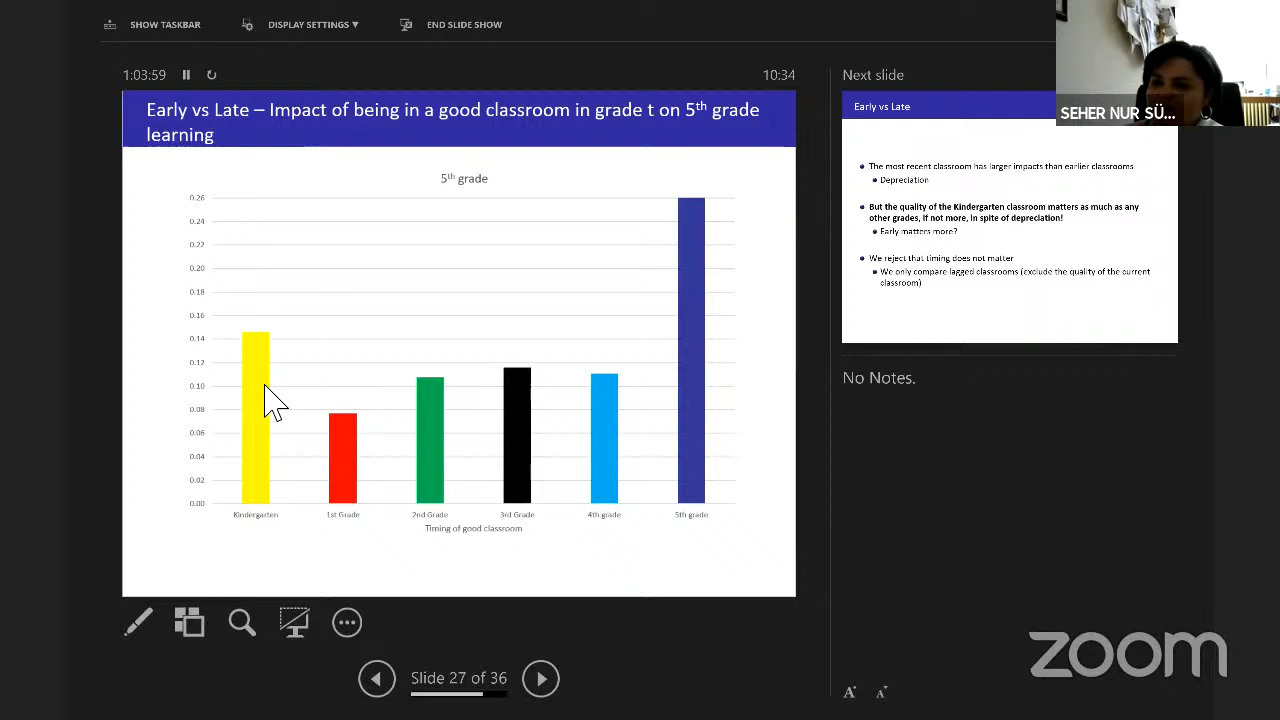 SHOW TASKBAR
DISPLAY SETTINGS ▼
END SLIDE SHOW
1:03:59
10:34
Early vs Late – Impact of being in a good classroom in grade t on 5th grade
learning
5th grade
0.26
0.24
0.22
0.20
0.18
0.16
0.14
0.12
0.10
0.08
0.06
0.04
0.02
0.00
Kindergarten
1st Grade
2nd Grade
3rd Grade
4th grade
5th grade
Timing of good classroom
Slide 27 of 36
Next slide
Early vs Late
The most recent classroom has larger impacts than earlier classrooms
Depreciation
But the quality of the Kindergarten classroom matters as much as any
other grades, if not more, in spite of depreciation!
Early matters more?
We reject that timing does not matter
We only compare lagged classrooms (exclude the quality of the current
classroom)
No Notes.
A A
SEHER NUR SÜ...
zoom